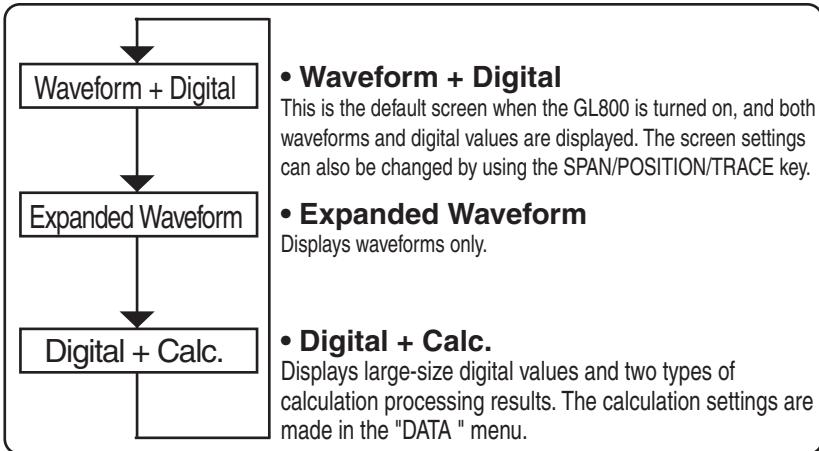 Waveform + Digital
Expanded Waveform
Digital + Calc.
• Waveform + Digital
This is the default screen when the GL800 is turned on, and both
waveforms and digital values are displayed. The screen settings
can also be changed by using the SPAN/POSITION/TRACE key.
• Expanded Waveform
Displays waveforms only.
• Digital + Calc.
Displays large-size digital values and two types of
calculation processing results. The calculation settings are
made in the "DATA " menu.